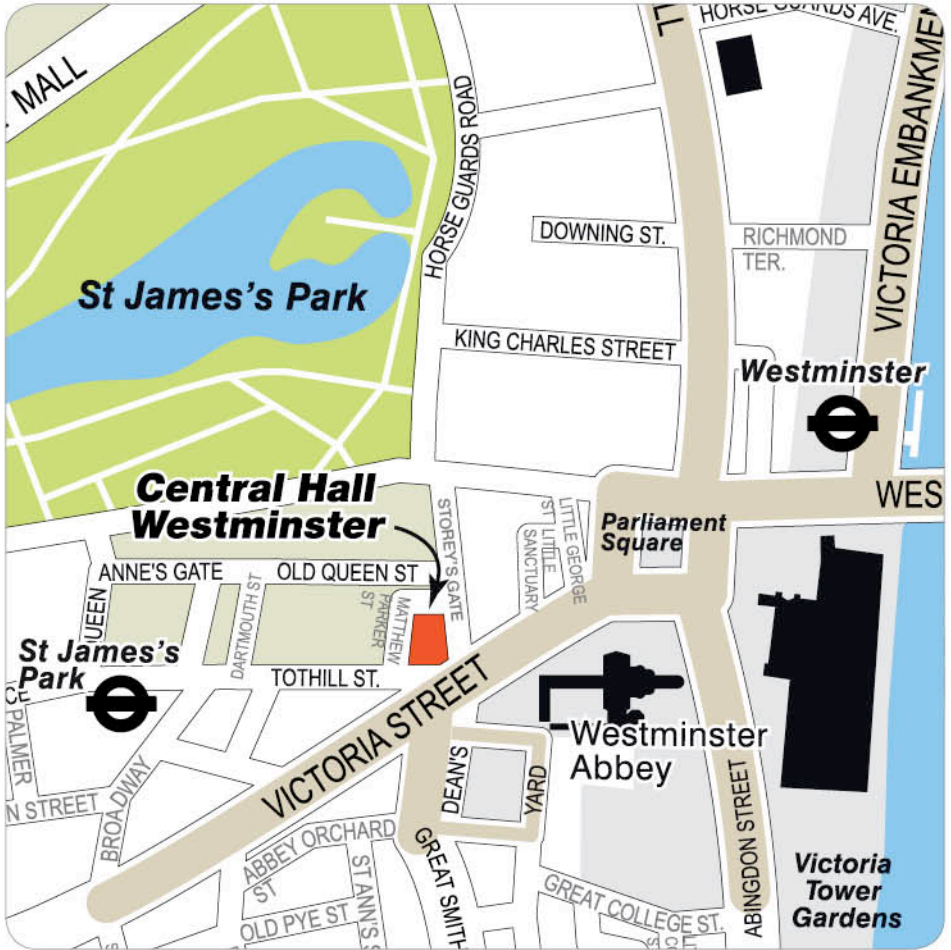 MALL
LL
HORSE GUARDS AVE.
VICTORIA EMBANKMEN
HORSE GUARDS ROAD
DOWNING ST.
RICHMOND
TER.
St James's Park
KING CHARLES STREET
Westminster
Central Hall
Westminster
WES
STOREY'S GATE
LITTLE GEORGE
ST
LITTLE
SANCTUARY
Parliament
Square
ANNE'S GATE
OLD QUEEN ST
QUEEN
DARTMOUTH ST
MATTHEW
PARKER
ST
St James's
Park
TOTHILL ST.
CE
PALMER
VICTORIA STREET
Westminster
Abbey
DEAN'S
YARD
N STREET
BROADWAY
ABBEY ORCHARD
ST
ST ANN'S S
GREAT SMITH
ABINGDON STREET
OLD PYE ST
GREAT COLLEGE ST.
Victoria
Tower
Gardens